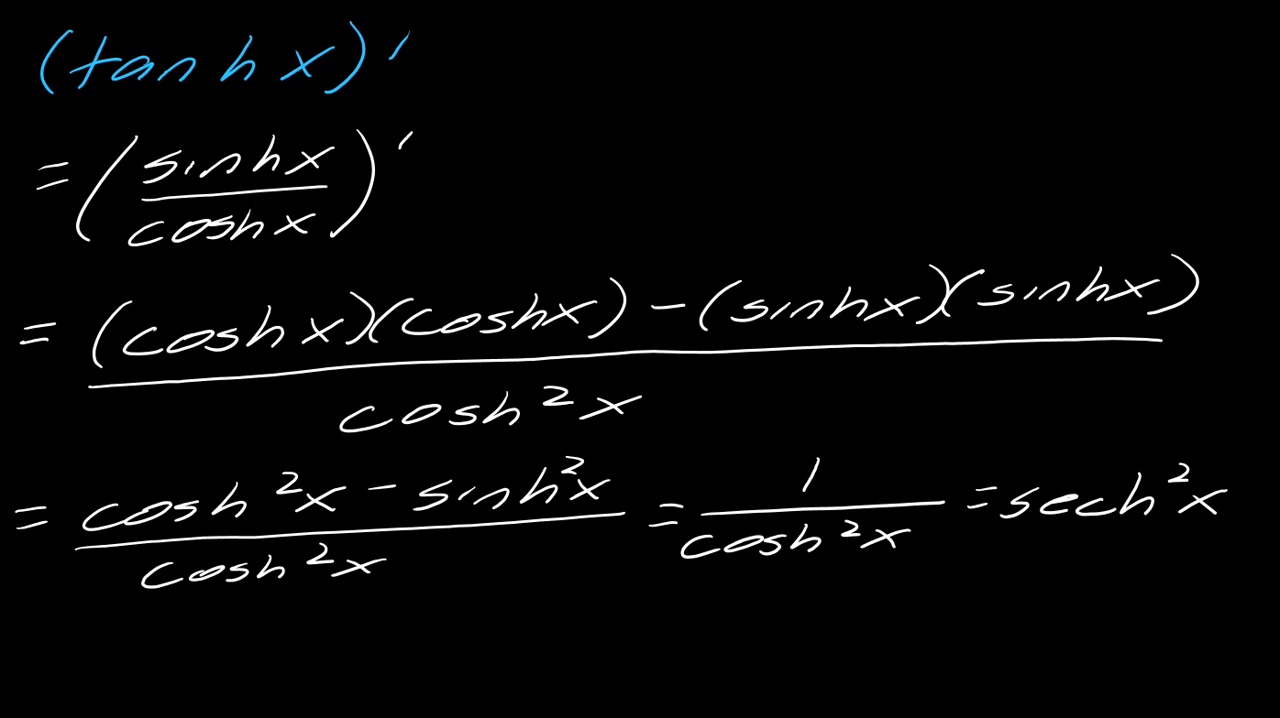 (tanh x)'
= (sinhx/coshx)'
= ((cosh x)(coshx) - (sinhx)(sinhx))/cosh²x
= (cosh²x - sinh²x)/cosh²x = 1/cosh²x = sech²x